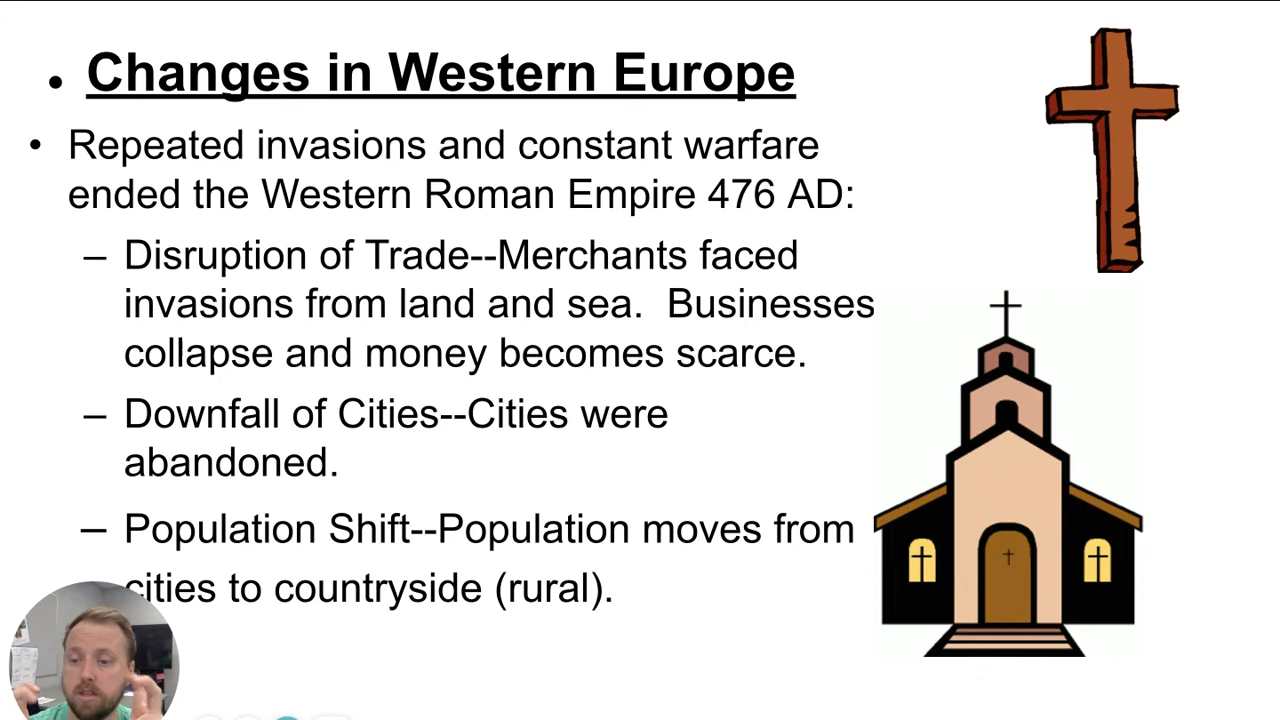 • Changes in Western Europe
• Repeated invasions and constant warfare
ended the Western Roman Empire 476 AD:
– Disruption of Trade--Merchants faced
invasions from land and sea.  Businesses
collapse and money becomes scarce.
– Downfall of Cities--Cities were
abandoned.
– Population Shift--Population moves from
cities to countryside (rural).